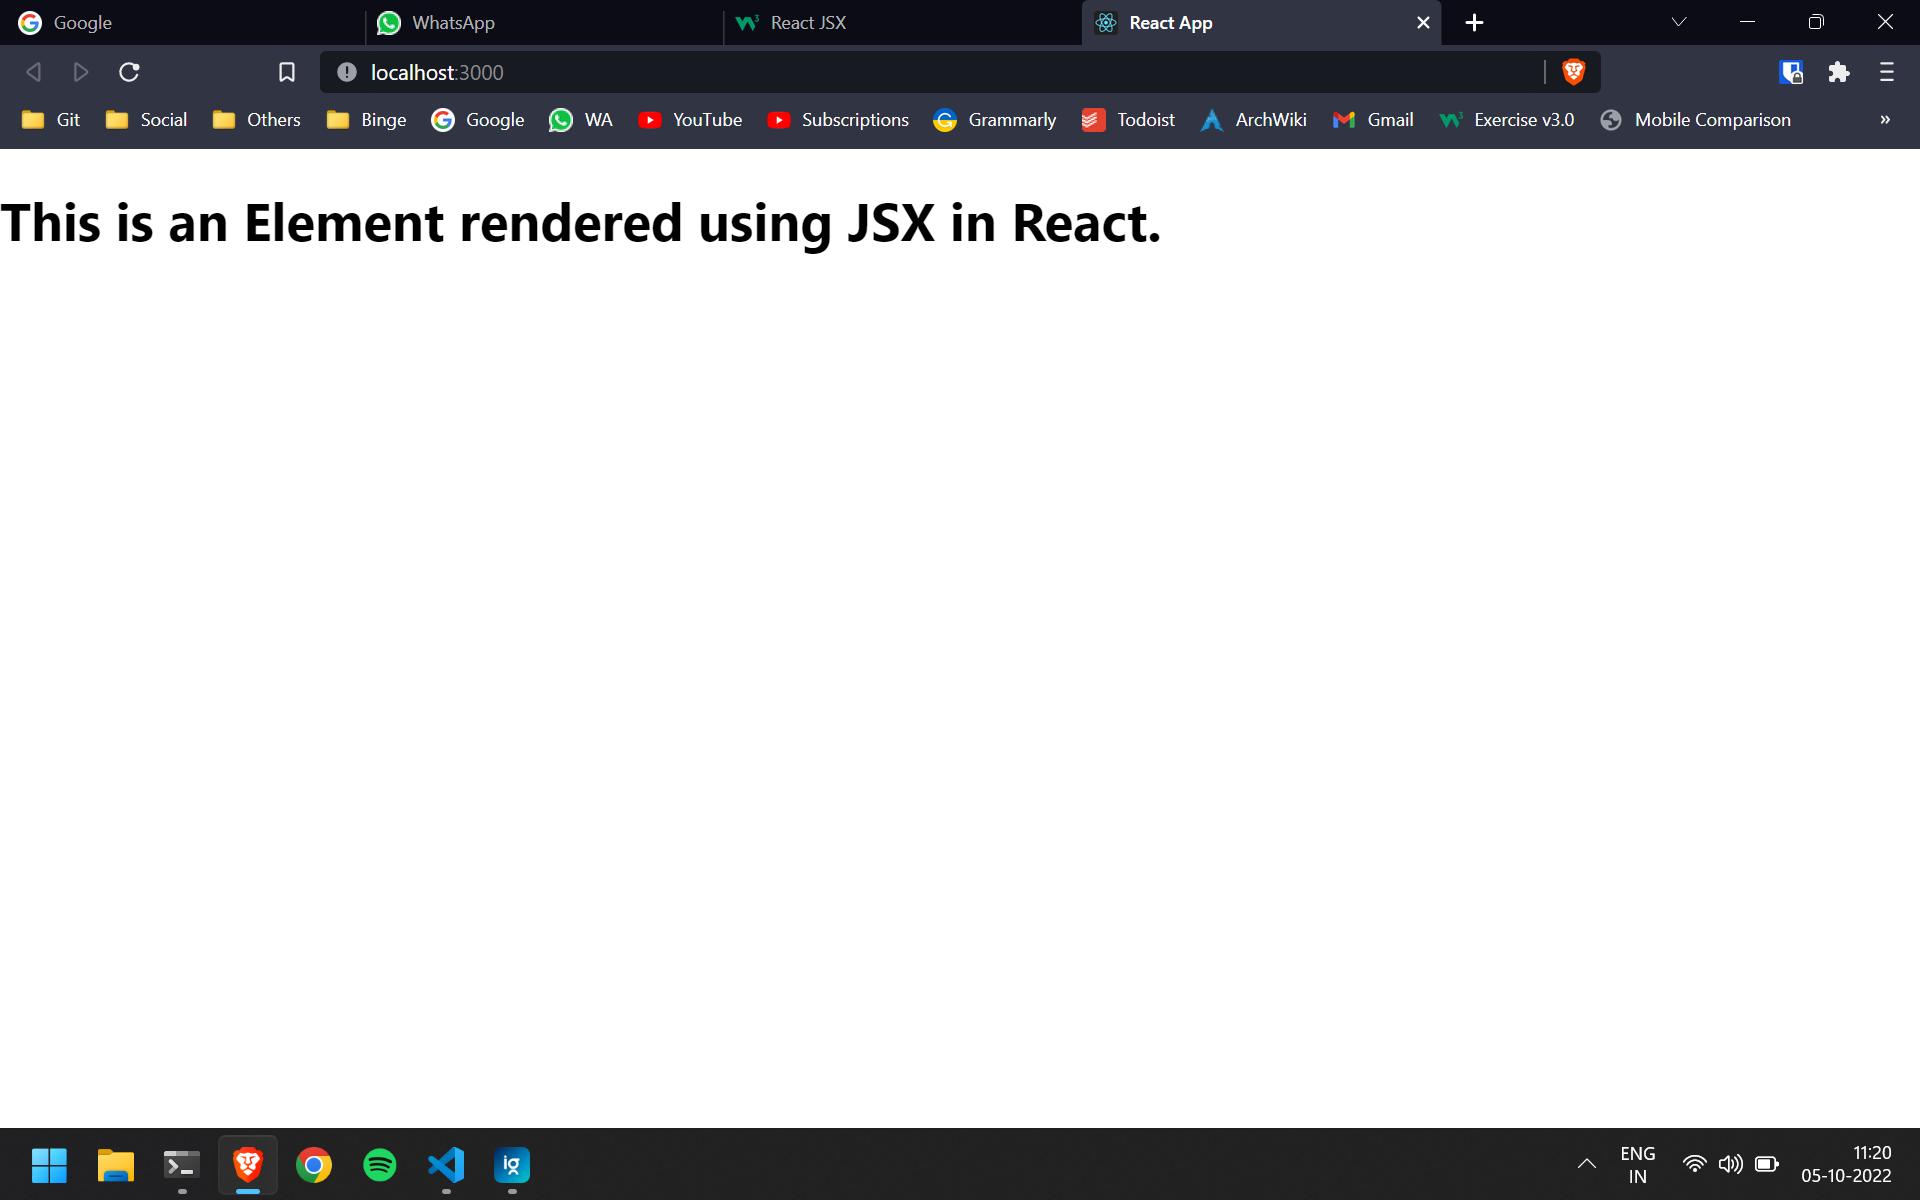 Google
WhatsApp
React JSX
React App
localhost:3000
Git Social Others Binge Google WA YouTube Subscriptions Grammarly Todoist ArchWiki Gmail Exercise v3.0 Mobile Comparison »
This is an Element rendered using JSX in React.
ig
ENG
IN
11:20
05-10-2022